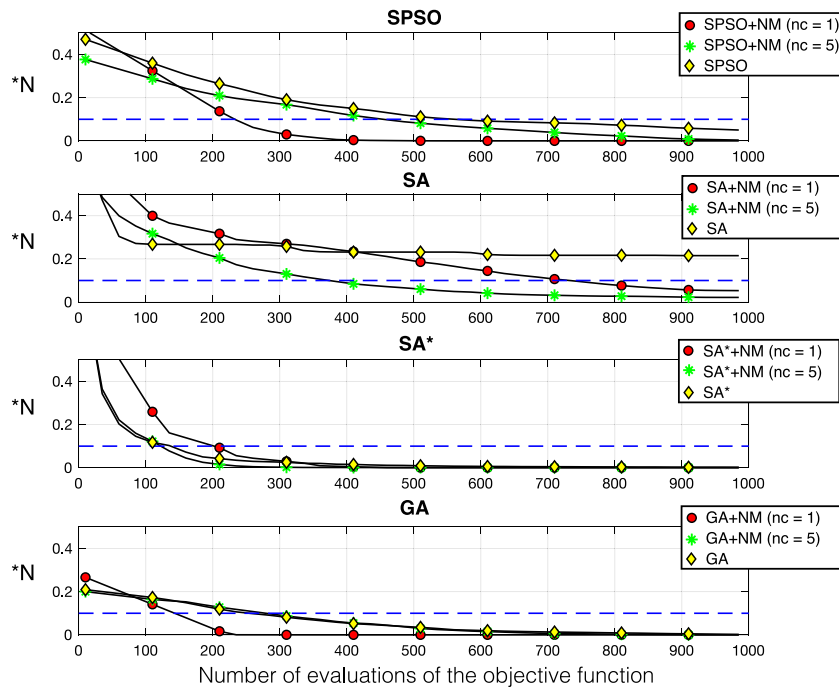 SPSO
SPSO+NM (nc = 1)
SPSO+NM (nc = 5)
SPSO
0.4
0.2
0
*N
0 100 200 300 400 500 600 700 800 900 1000
SA
SA+NM (nc = 1)
SA+NM (nc = 5)
SA
0.4
0.2
0
*N
0 100 200 300 400 500 600 700 800 900 1000
SA*
SA*+NM (nc = 1)
SA*+NM (nc = 5)
SA*
0.4
0.2
0
*N
0 100 200 300 400 500 600 700 800 900 1000
GA
GA+NM (nc = 1)
GA+NM (nc = 5)
GA
0.4
0.2
0
*N
0 100 200 300 400 500 600 700 800 900 1000
Number of evaluations of the objective function